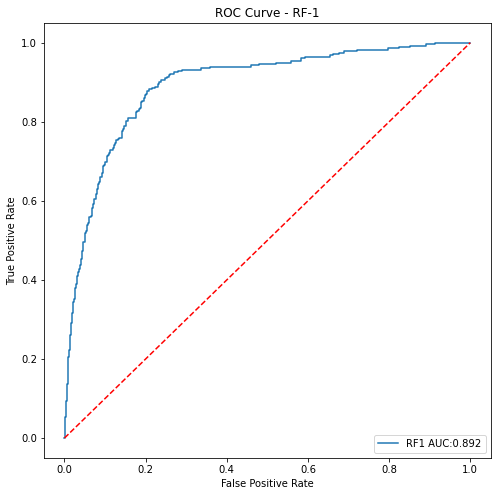 ROC Curve - RF-1
True Positive Rate
1.0
0.8
0.6
0.4
0.2
0.0
0.0 0.2 0.4 0.6 0.8 1.0
False Positive Rate
RF1 AUC:0.892